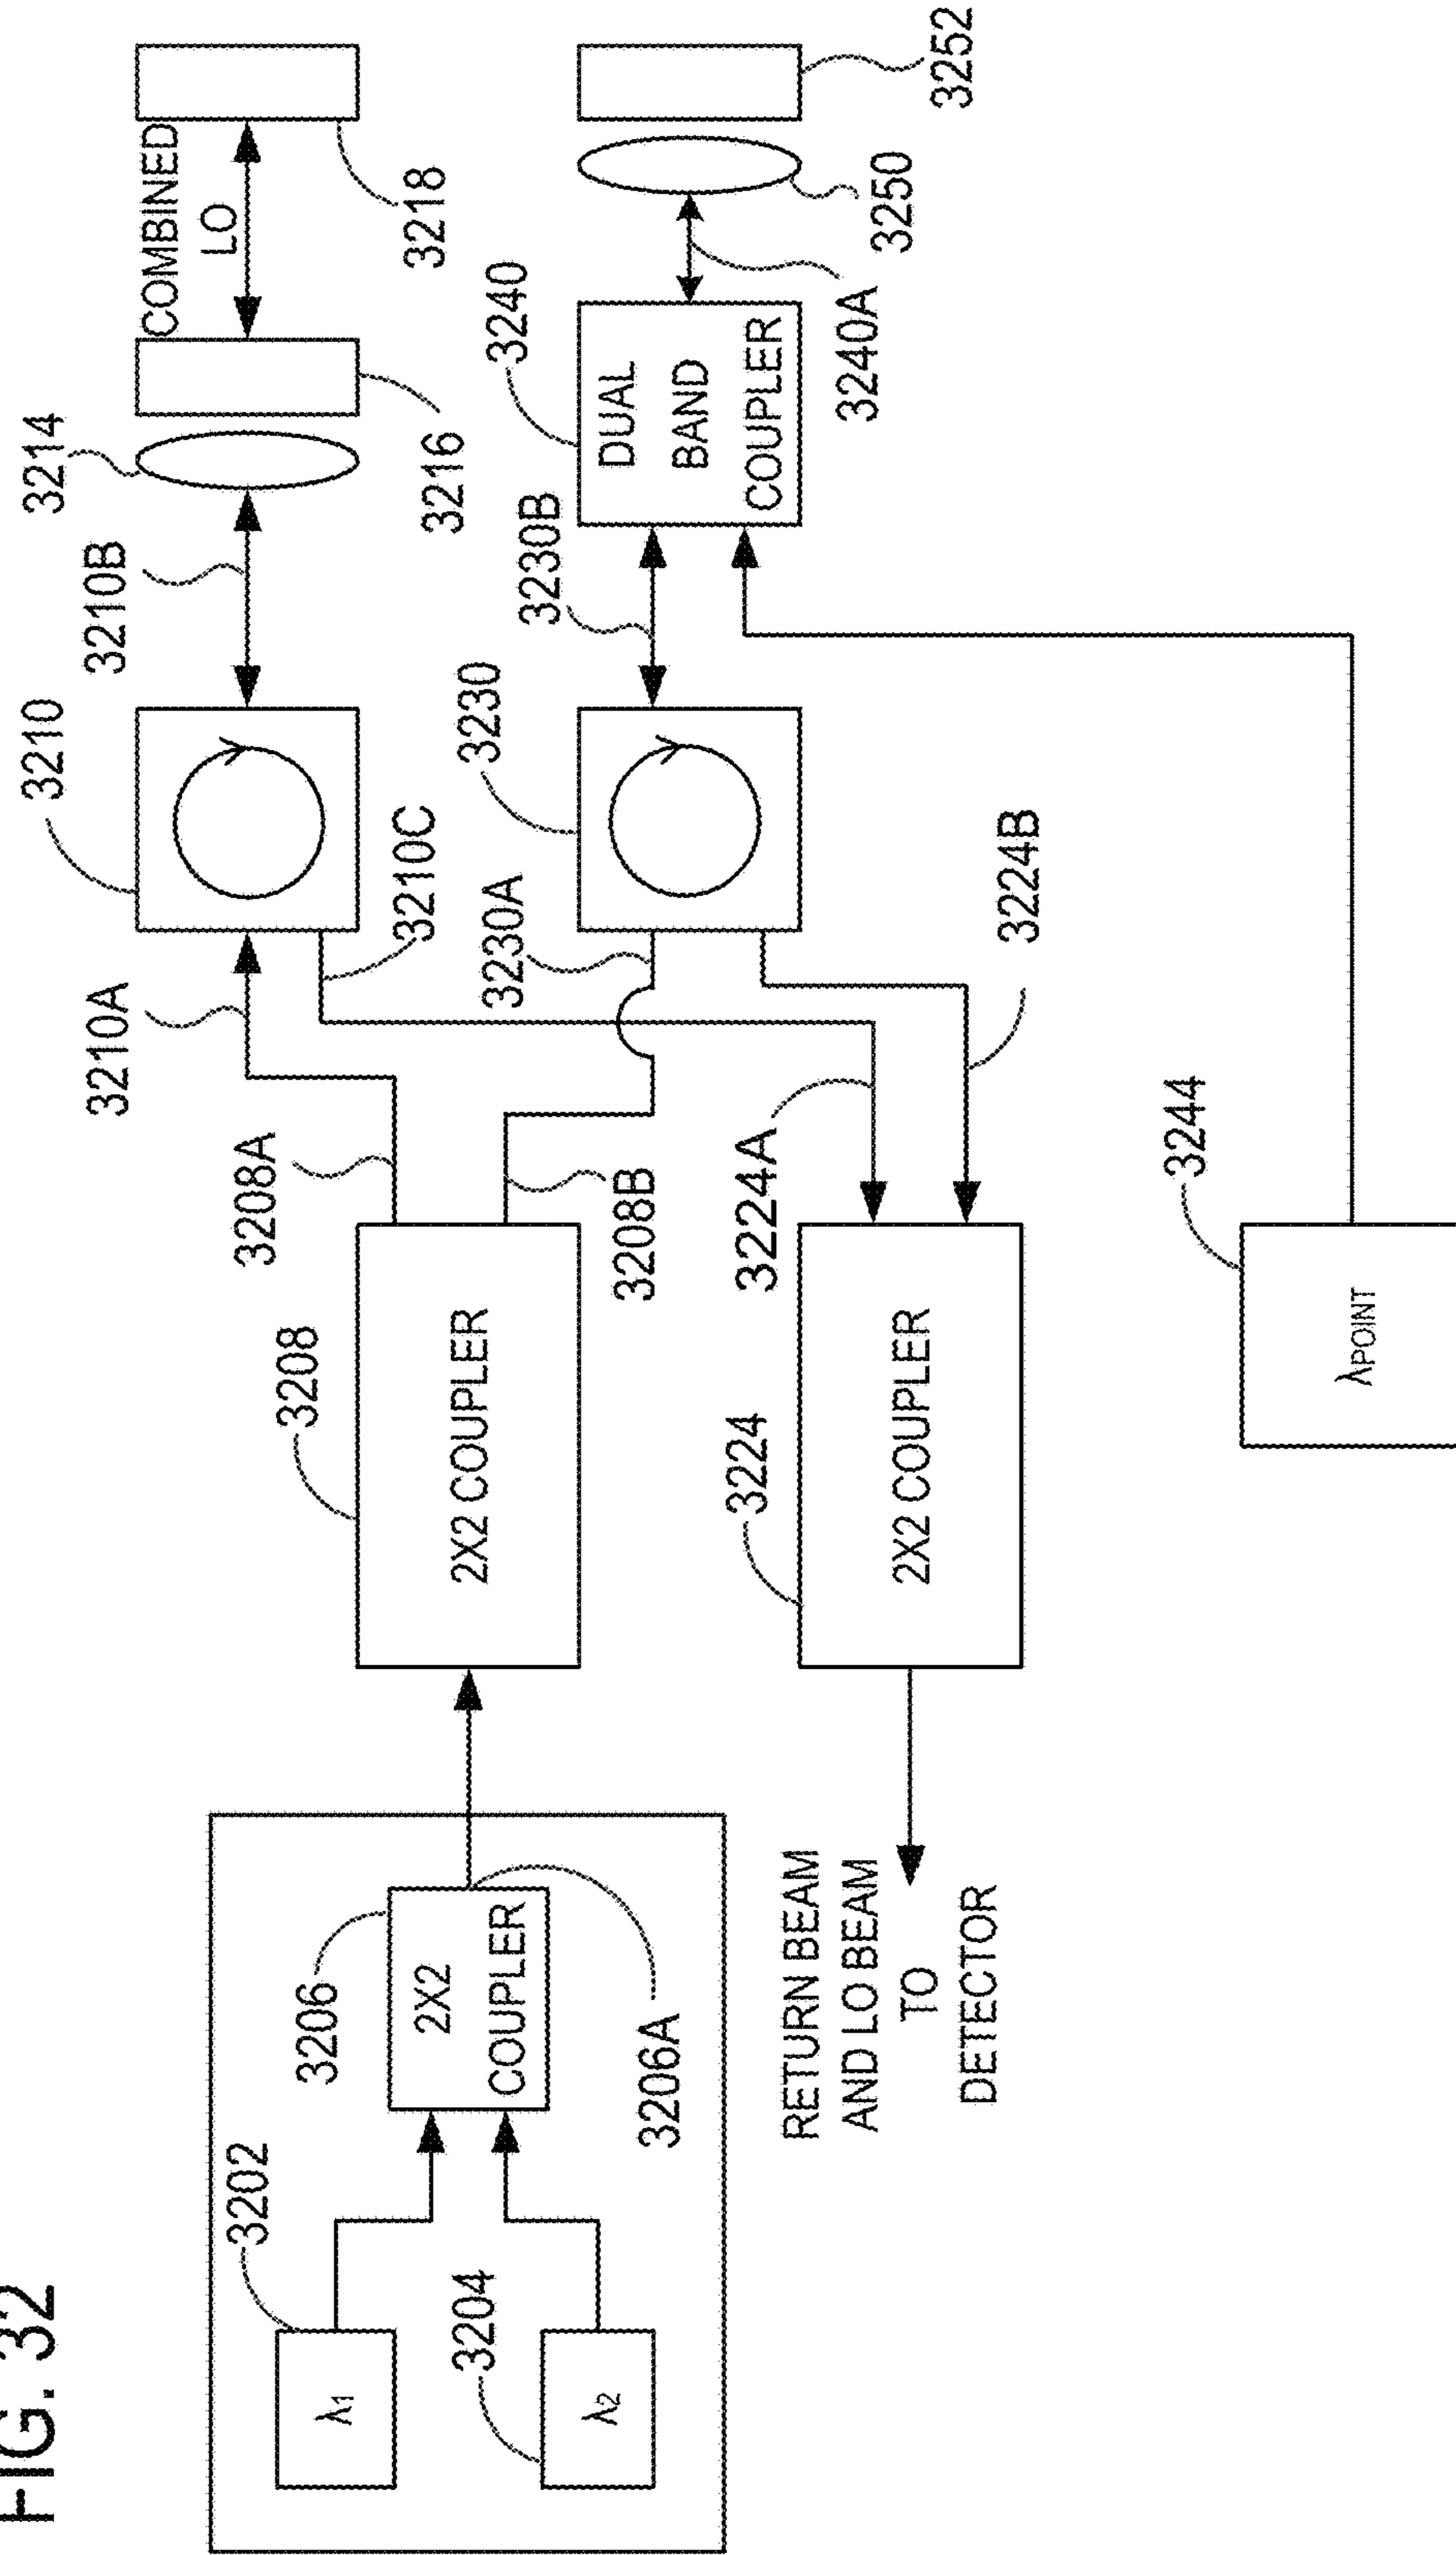 FIG. 32
3202
λ1
3204
λ2
3206
2X2
COUPLER
3206A
3208
2X2 COUPLER
3208A
3208B
3210A
3210
3210B
3210C
3214
3216
COMBINED
LO
3218
3230A
3230
3230B
3240
DUAL
BAND
COUPLER
3240A
3250
3252
3224
2X2 COUPLER
3224A
3224B
RETURN BEAM
AND LO BEAM
TO
DETECTOR
3244
λPOINT